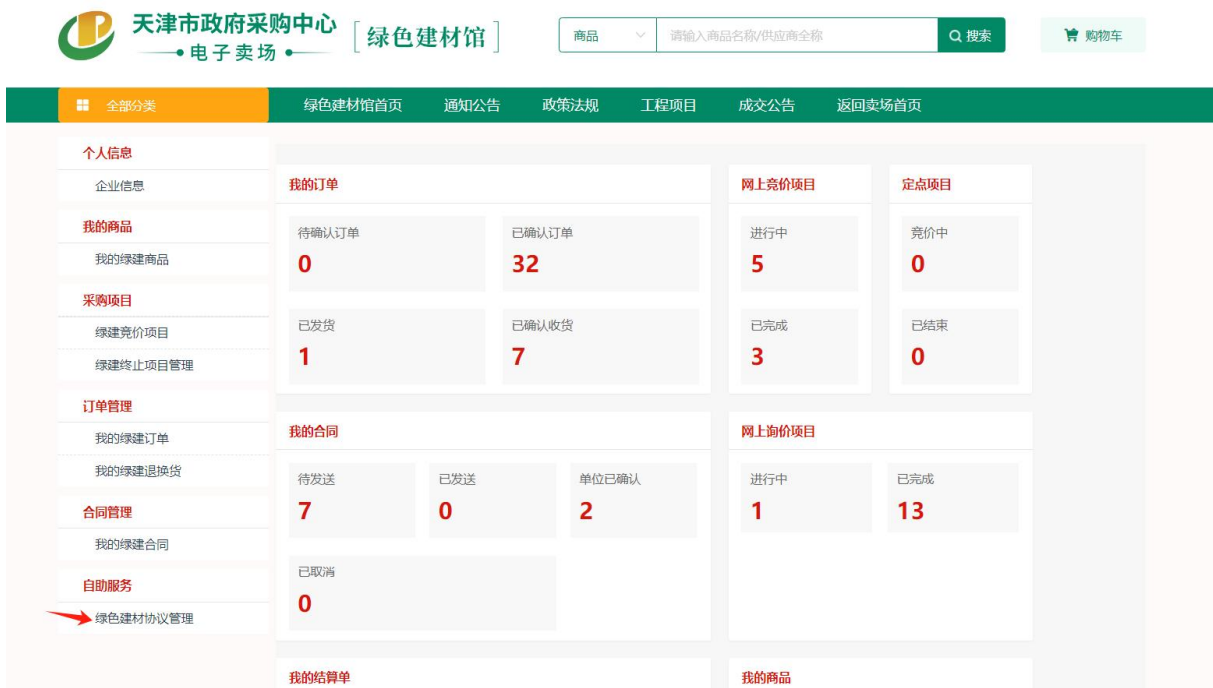 天津市政府采购中心
电子卖场
[绿色建材馆]
商品
请输入商品名称/供应商全称
搜索
购物车
全部分类
绿色建材馆首页 通知公告 政策法规 工程项目 成交公告 返回卖场首页
个人信息
企业信息
我的商品
我的绿建商品
采购项目
绿建竞价项目
绿建终止项目管理
订单管理
我的绿建订单
我的绿建退换货
合同管理
我的绿建合同
自助服务
绿色建材协议管理
我的订单
待确认订单
0
已确认订单
32
已发货
1
已确认收货
7
网上竞价项目
进行中
5
已完成
3
定点项目
竞价中
0
已结束
0
我的合同
待发送
7
已发送
0
单位已确认
2
已取消
0
网上询价项目
进行中
1
已完成
13
我的结算单
我的商品